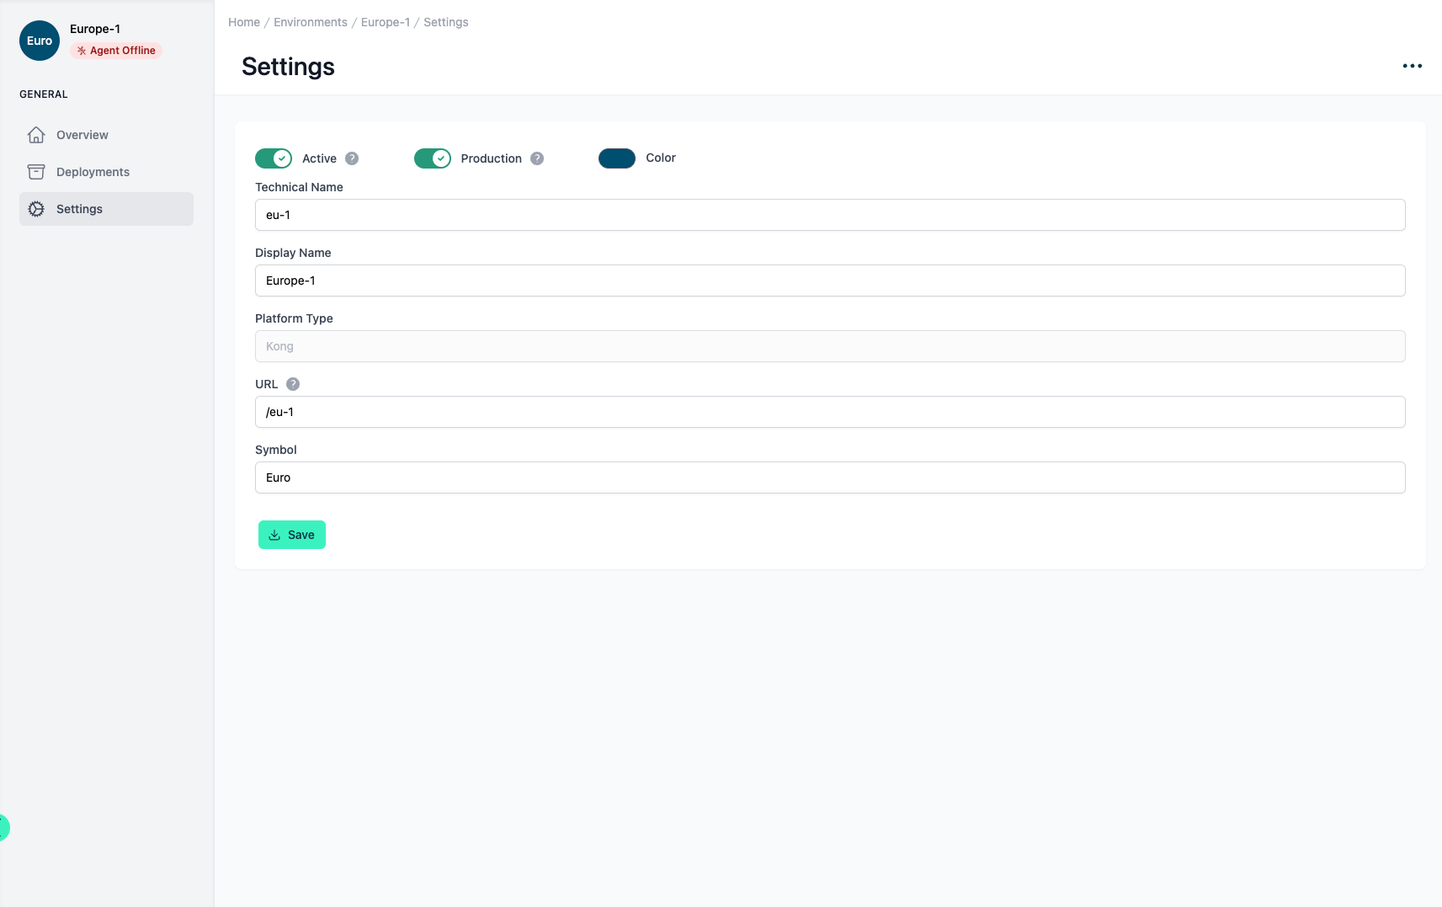 Euro
Europe-1
Agent Offline
GENERAL
Overview
Deployments
Settings
Home / Environments / Europe-1 / Settings
Settings
Active ?
Production ?
Color
Technical Name
eu-1
Display Name
Europe-1
Platform Type
Kong
URL ?
/eu-1
Symbol
Euro
Save